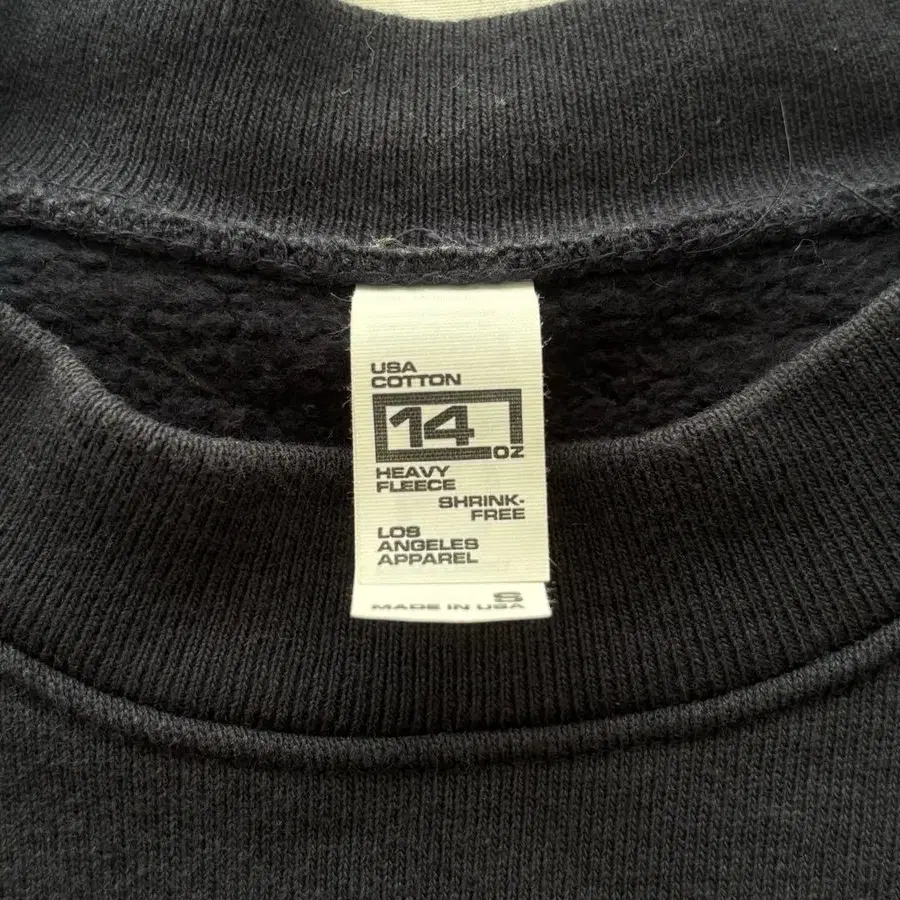 USA
COTTON
14
OZ
HEAVY
FLEECE
SHRINK-
FREE
LOS
ANGELES
APPAREL
S
MADE IN USA